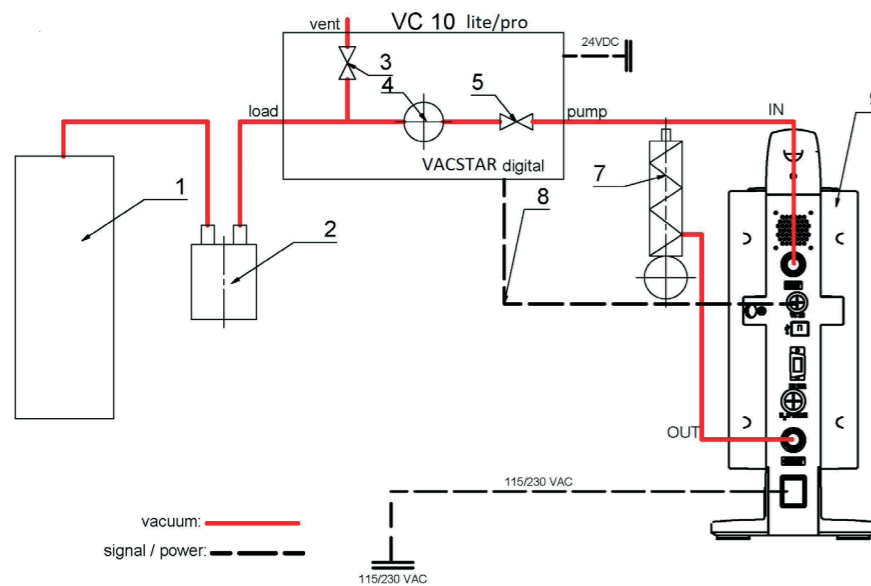 vent
VC 10 lite/pro
3
24VDC
4
5
load
pump
IN
9
VACSTAR digital
7
1
2
8
OUT
115/230 VAC
vacuum:
signal / power:
115/230 VAC